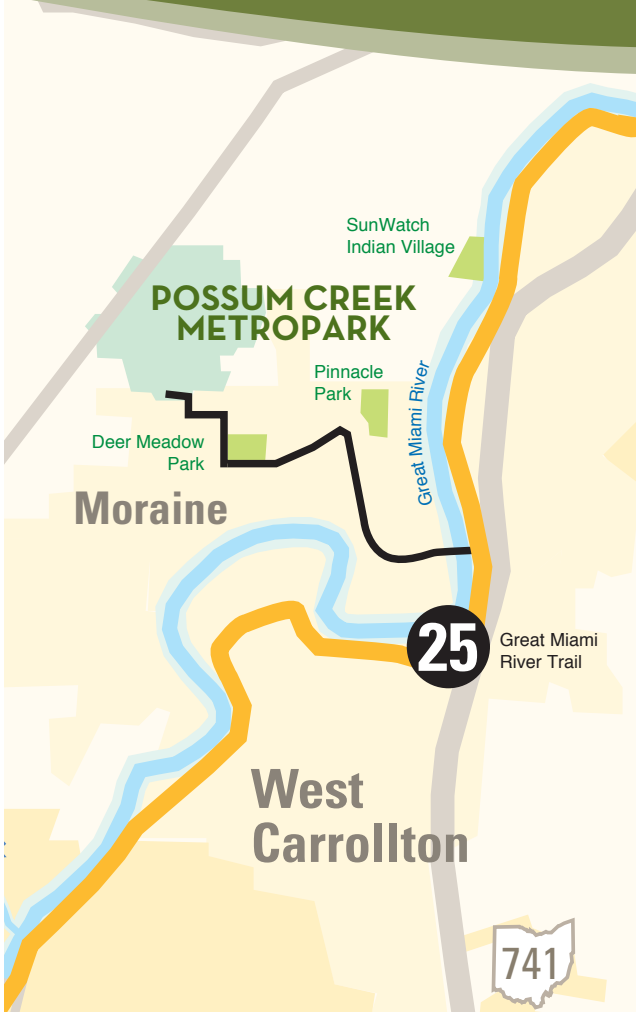 SunWatch
Indian Village
POSSUM CREEK
METROPARK
Pinnacle
Park
Great Miami River
Deer Meadow
Park
Moraine
25
Great Miami
River Trail
West
Carrollton
741